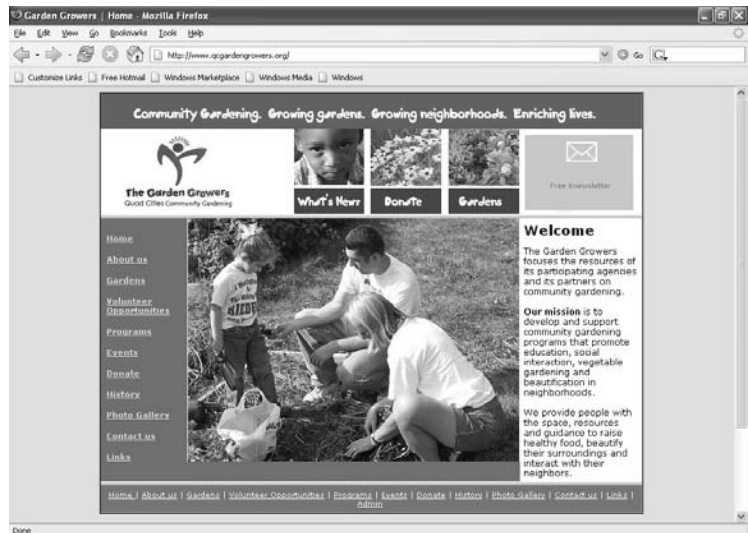 Garden Growers | Home - Mozilla Firefox
File Edit View Go Bookmarks Tools Help
http://www.qcgardengrowers.org/
Go
Customize Links Free Hotmail Windows Marketplace Windows Media Windows
Community Gardening. Growing gardens. Growing neighborhoods. Enriching lives.
The Garden Growers
Quad Cities Community Gardening
What's New? Donate Gardens
Free Enewsletter
Home
About us
Gardens
Volunteer
Opportunities
Programs
Events
Donate
History
Photo Gallery
Contact us
Links
Welcome
The Garden Growers
focuses the resources of
its participating agencies
and its partners on
community gardening.
Our mission is to
develop and support
community gardening
programs that promote
education, social
interaction, vegetable
gardening and
beautification in
neighborhoods.
We provide people with
the space, resources
and guidance to raise
healthy food, beautify
their surroundings and
interact with their
neighbors.
Home | About us | Gardens | Volunteer Opportunities | Programs | Events | Donate | History | Photo Gallery | Contact us | Links |
Admin
Done